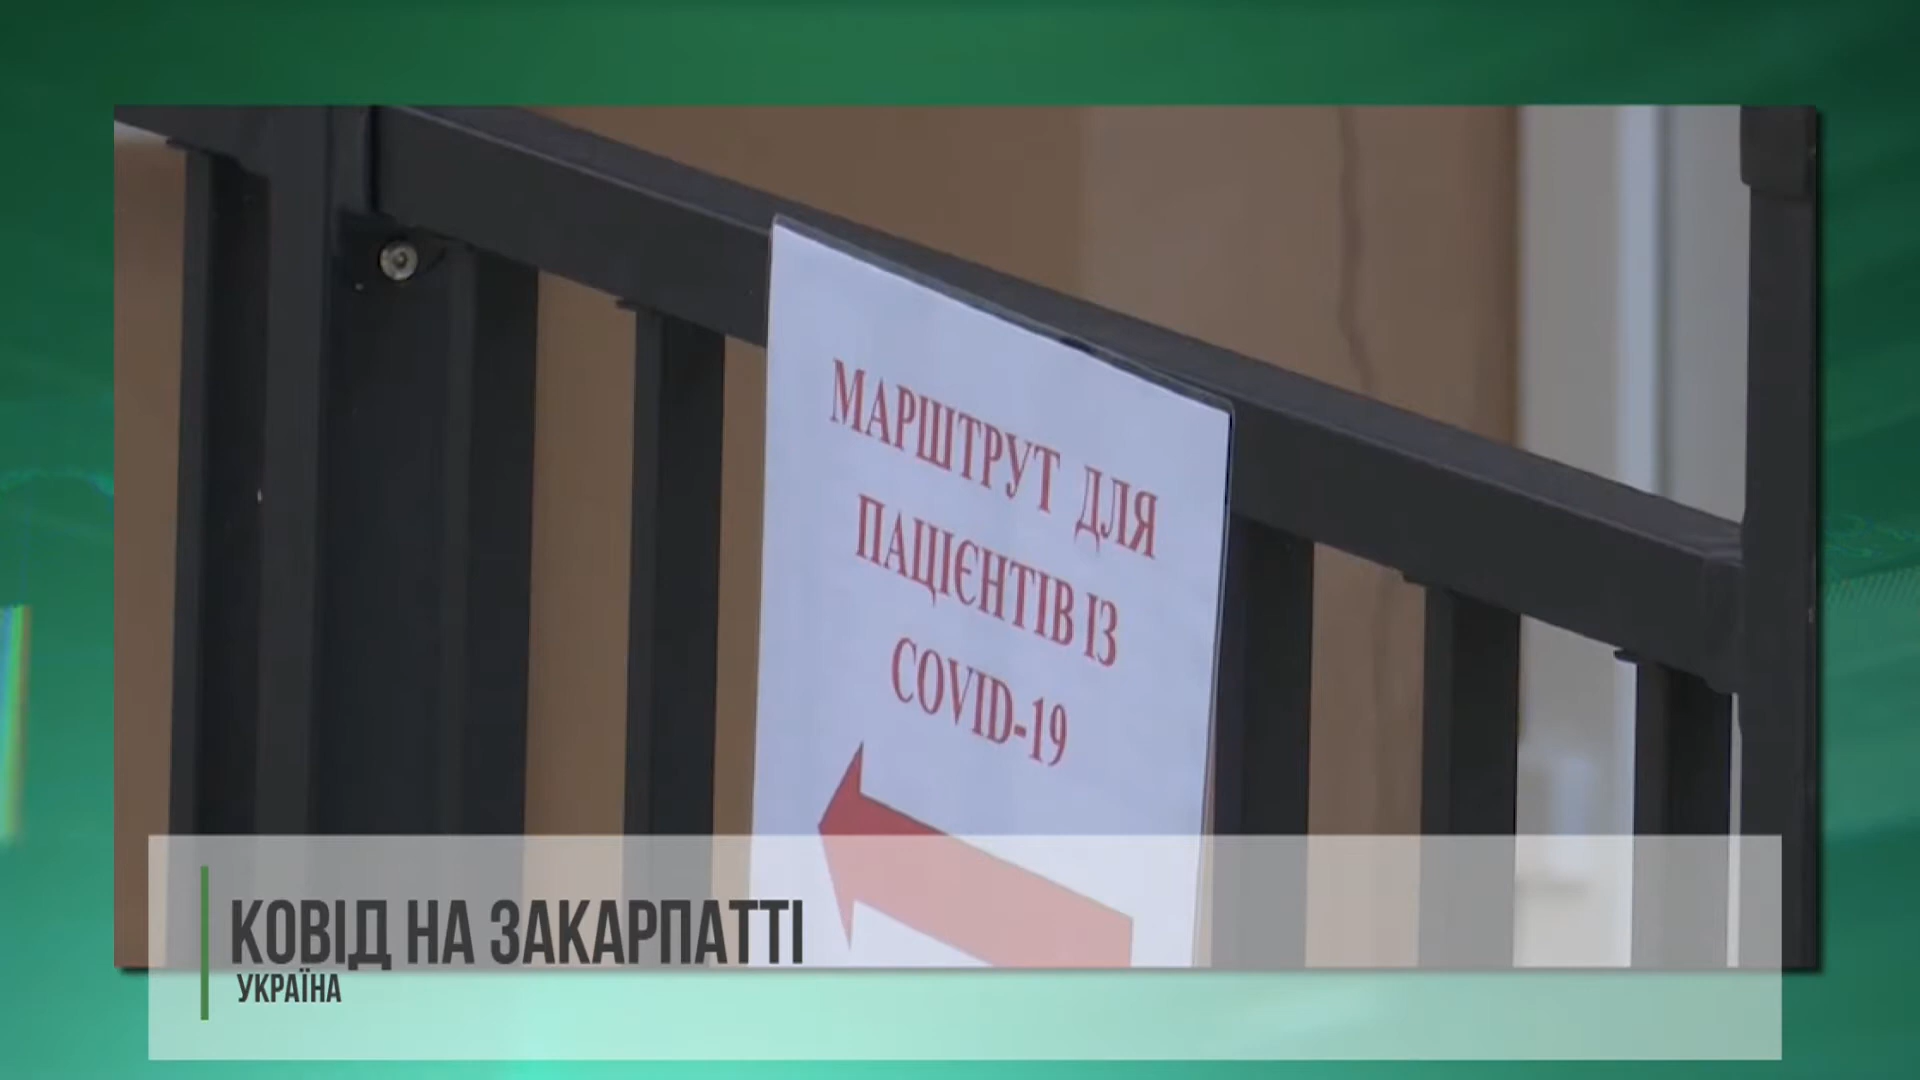 МАРШТРУТ ДЛЯ
ПАЦІЄНТІВ ІЗ
COVID-19
КОВІД НА ЗАКАРПАТТІ
УКРАЇНА